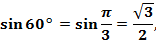 sin 60° = sin π/3 = √3/2,